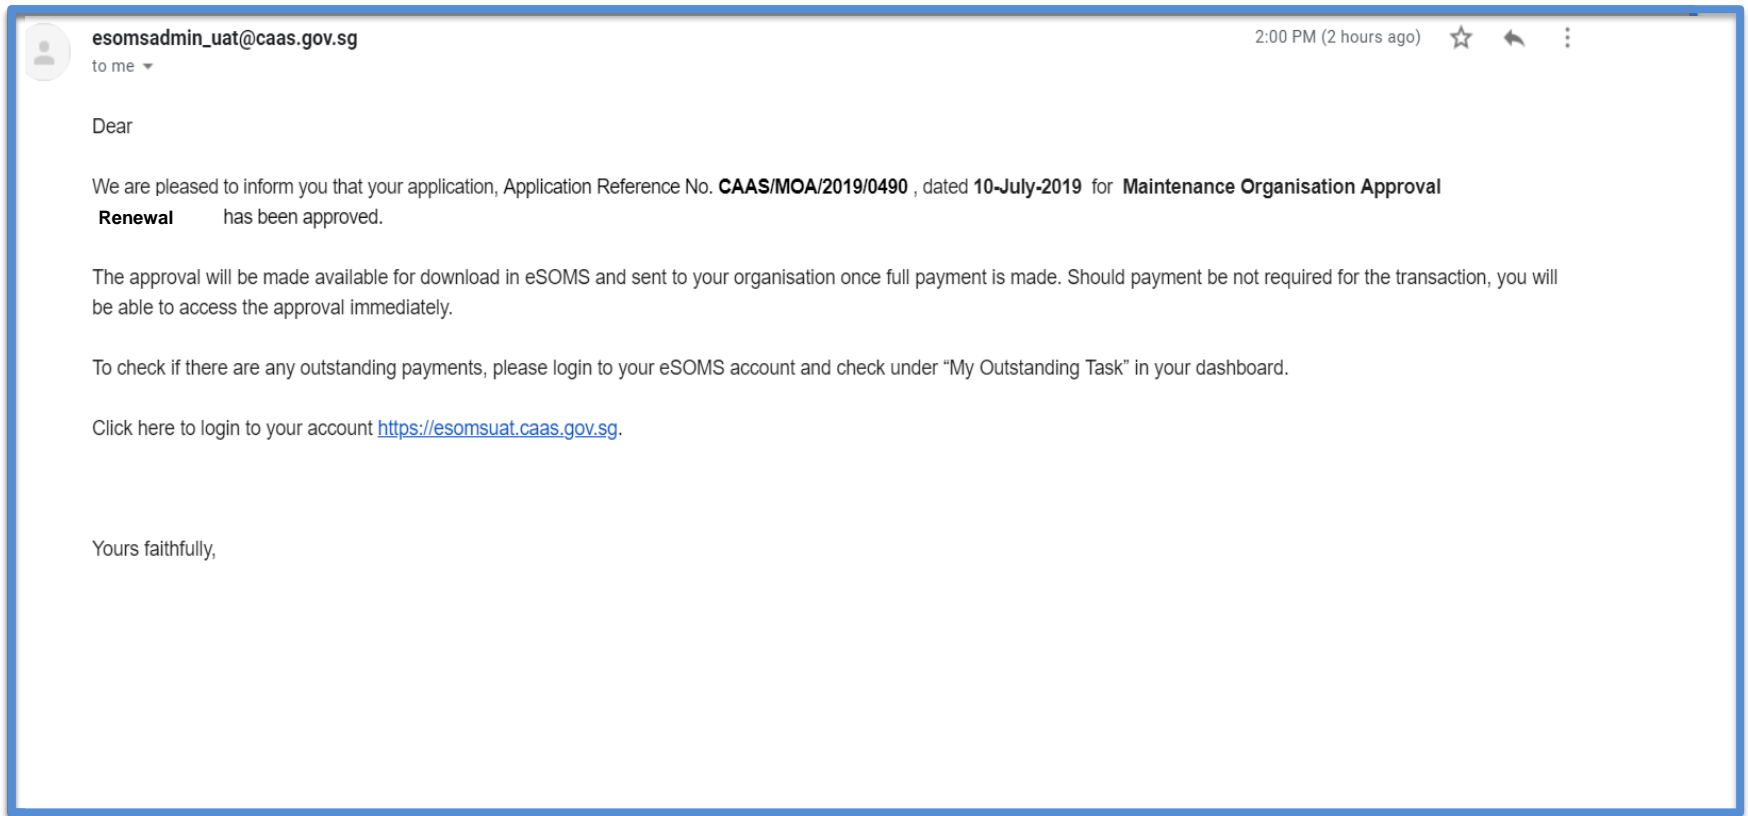 esomsadmin_uat@caas.gov.sg
2:00 PM (2 hours ago)
to me
Dear
We are pleased to inform you that your application, Application Reference No. CAAS/MOA/2019/0490 , dated 10-July-2019 for Maintenance Organisation Approval
Renewal has been approved.
The approval will be made available for download in eSOMS and sent to your organisation once full payment is made. Should payment be not required for the transaction, you will
be able to access the approval immediately.
To check if there are any outstanding payments, please login to your eSOMS account and check under “My Outstanding Task” in your dashboard.
Click here to login to your account https://esomsuat.caas.gov.sg.
Yours faithfully,